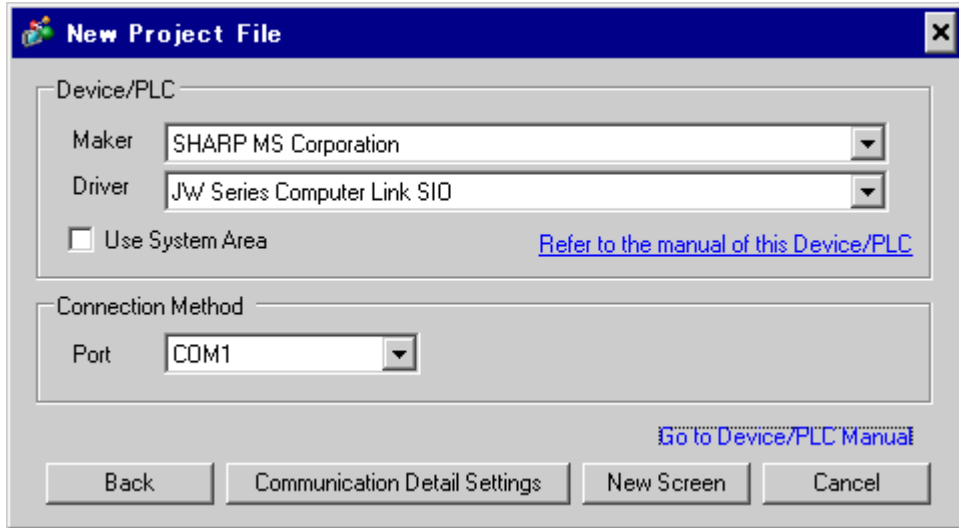 New Project File
Device/PLC
Maker SHARP MS Corporation
Driver JW Series Computer Link SIO
Use System Area Refer to the manual of this Device/PLC
Connection Method
Port COM1
Go to Device/PLC Manual
Back Communication Detail Settings New Screen Cancel